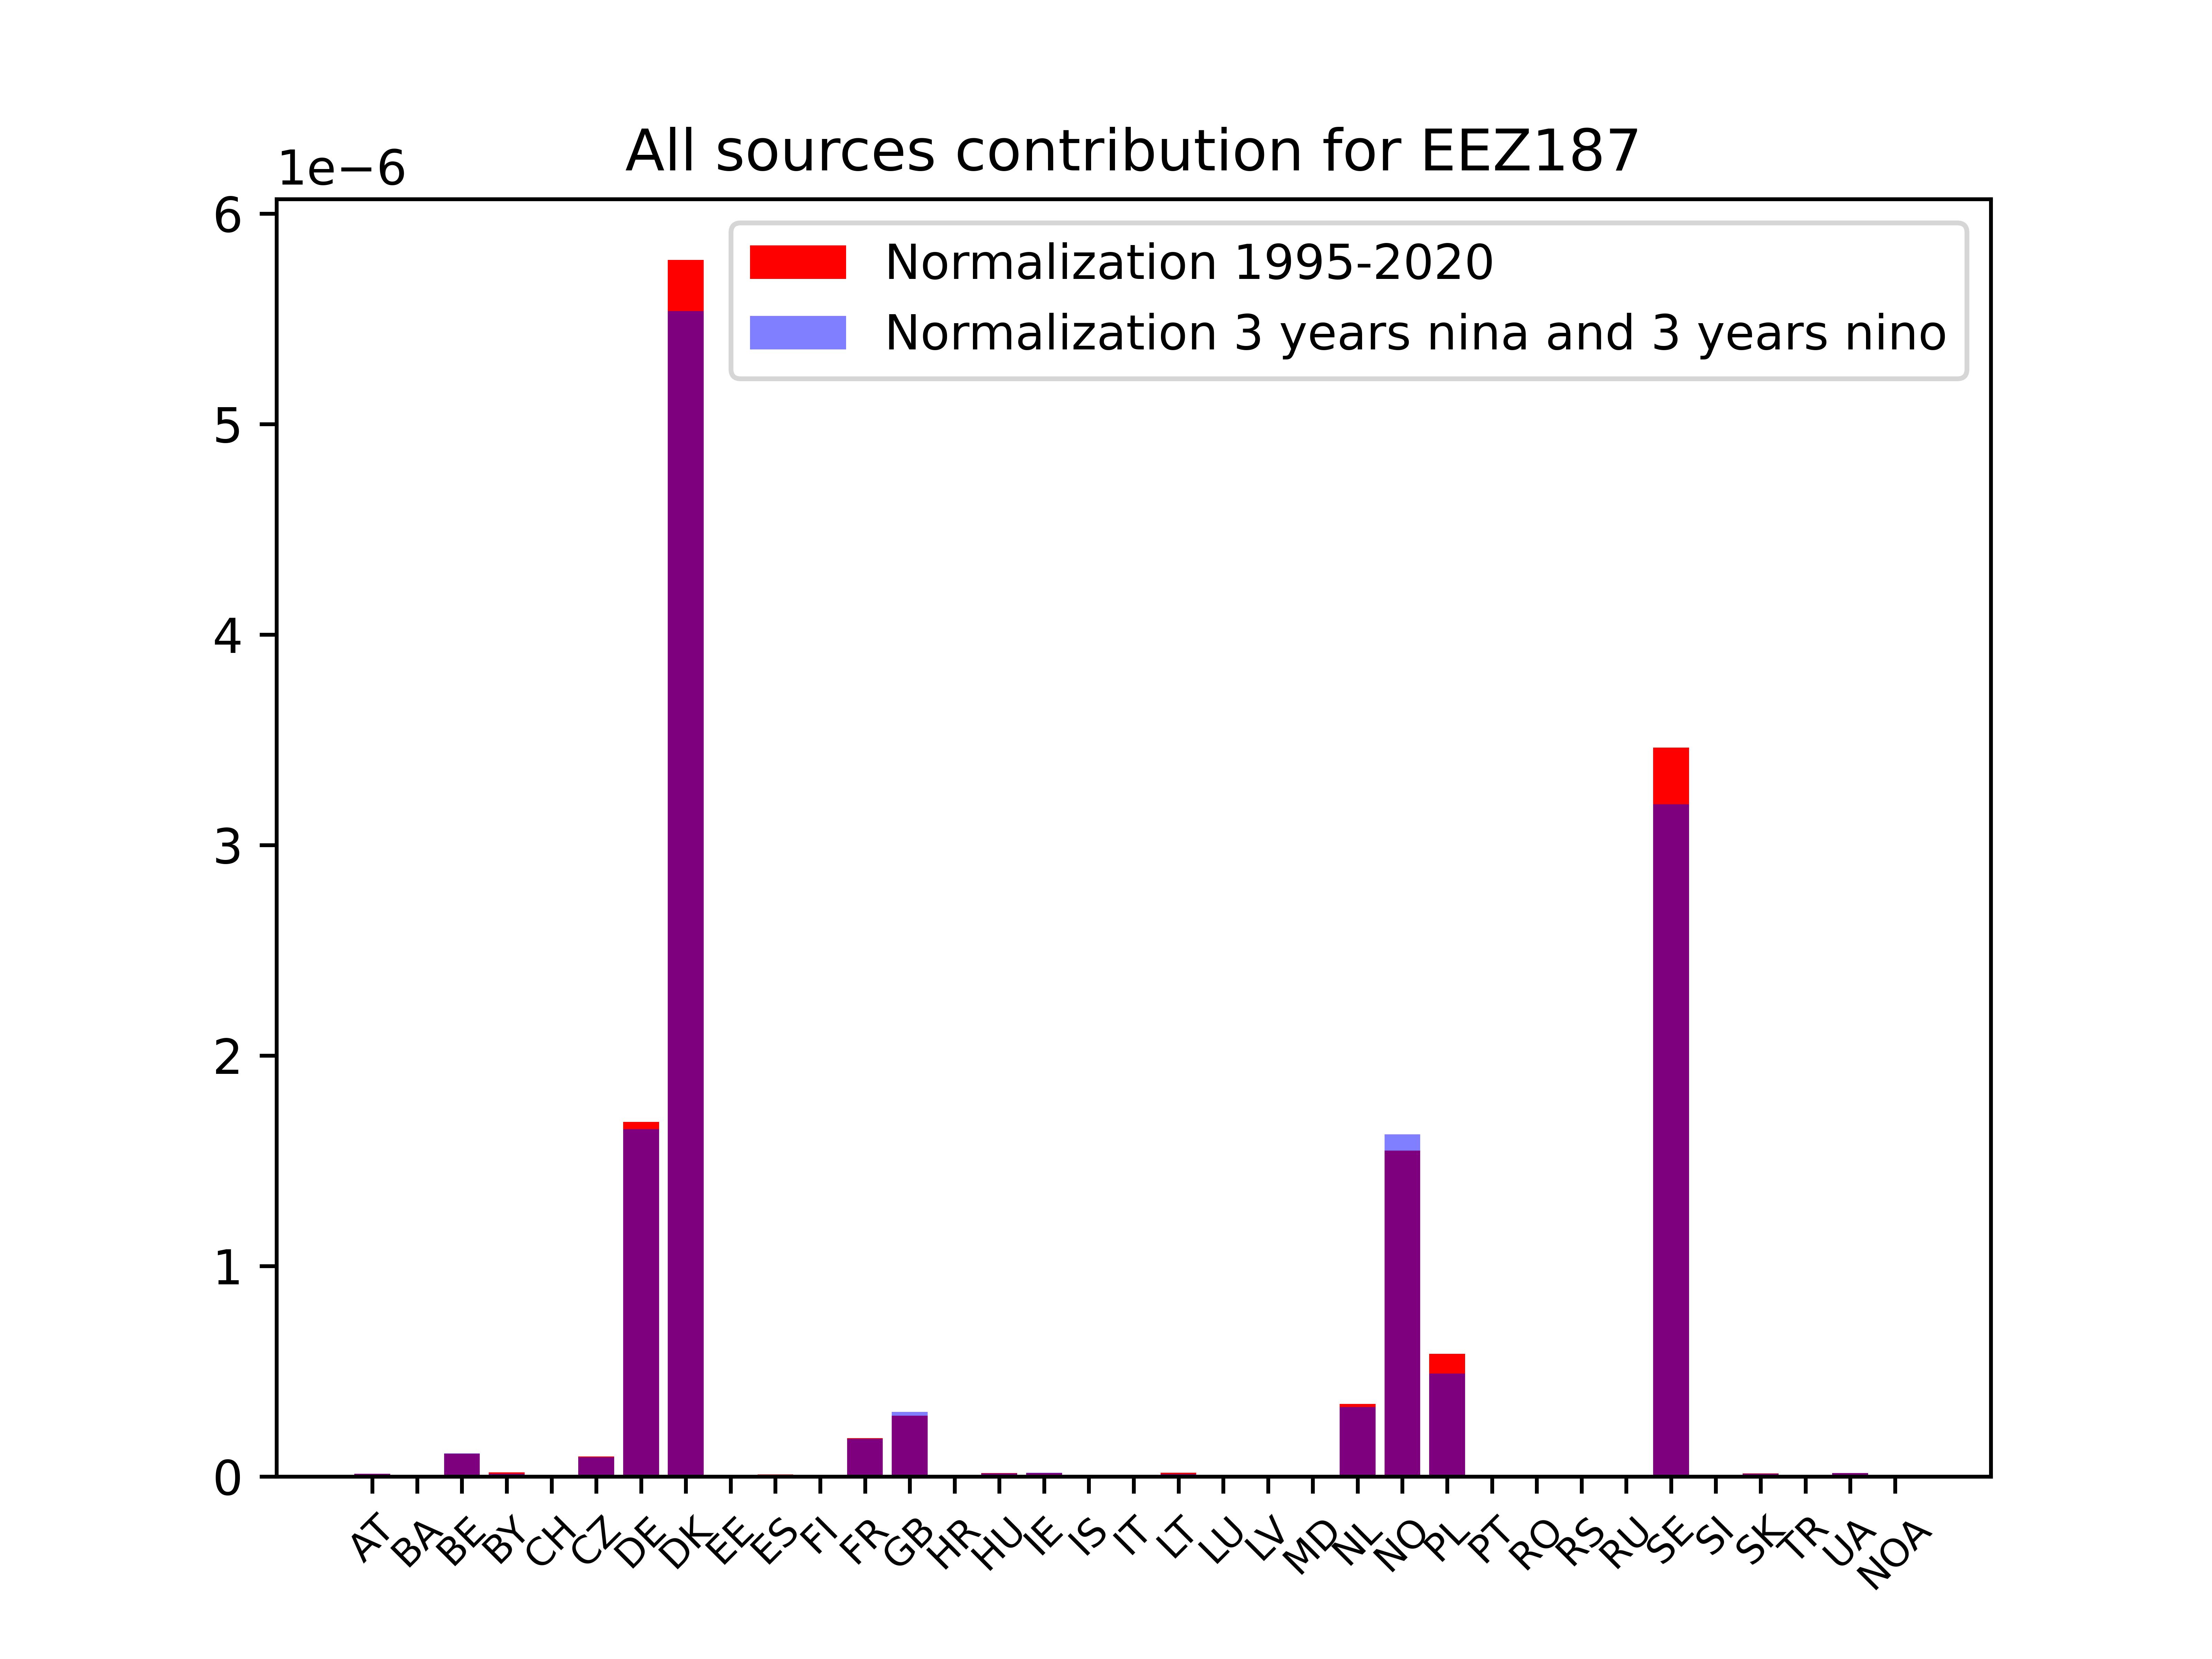 All sources contribution for EEZ187
1e−6
Normalization 1995-2020
Normalization 3 years nina and 3 years nino
6
5
4
3
2
1
0
AT BA BE BY CH CZ DE DK EE ES FI FR GB HR HU IE IS IT LT LU LV MD NL NO PL PT RO RS RU SE SI SK TR UA NOA